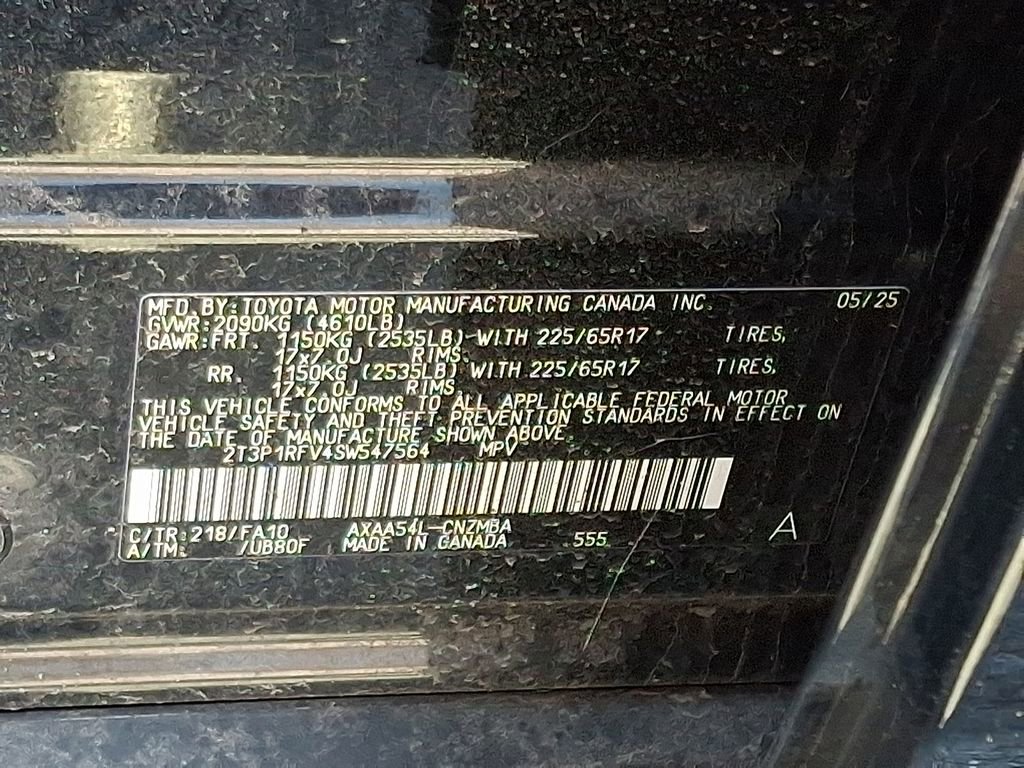 MFD. BY: TOYOTA MOTOR MANUFACTURING CANADA INC. 05/25
GVWR: 2090KG (4610LB)
GAWR: FRT. 1150KG (2535LB) WITH 225/65R17 TIRES,
17x7.0J RIMS.
RR. 1150KG (2535LB) WITH 225/65R17 TIRES,
17x7.0J RIMS.
THIS VEHICLE CONFORMS TO ALL APPLICABLE FEDERAL MOTOR
VEHICLE SAFETY AND THEFT PREVENTION STANDARDS IN EFFECT ON
THE DATE OF MANUFACTURE SHOWN ABOVE.
2T3P1RFV4SW547564 MPV
C/TR: 218/FA10 AXAA54L-CNZMBA A
A/TM: /UB80F MADE IN CANADA 555